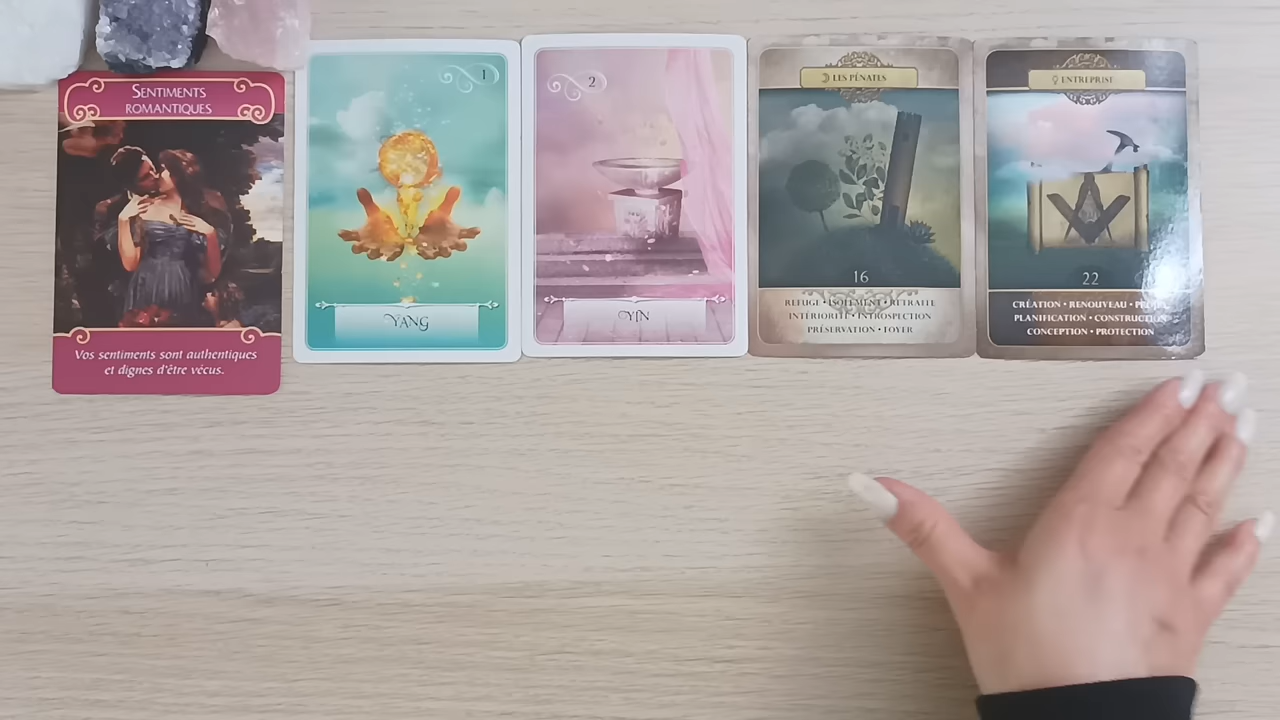 SENTIMENTS
ROMANTIQUES
Vos sentiments sont authentiques
et dignes d'être vécus.
1
YANG
2
YIN
LES PÉNATES
16
REFUGE • ISOLEMENT • RETRAITE
INTÉRIORITÉ • INTROSPECTION
PRÉSERVATION • FOYER
ENTREPRISE
22
CRÉATION • RENOUVEAU •
PLANIFICATION • CONSTRUCTION
CONCEPTION • PROTECTION